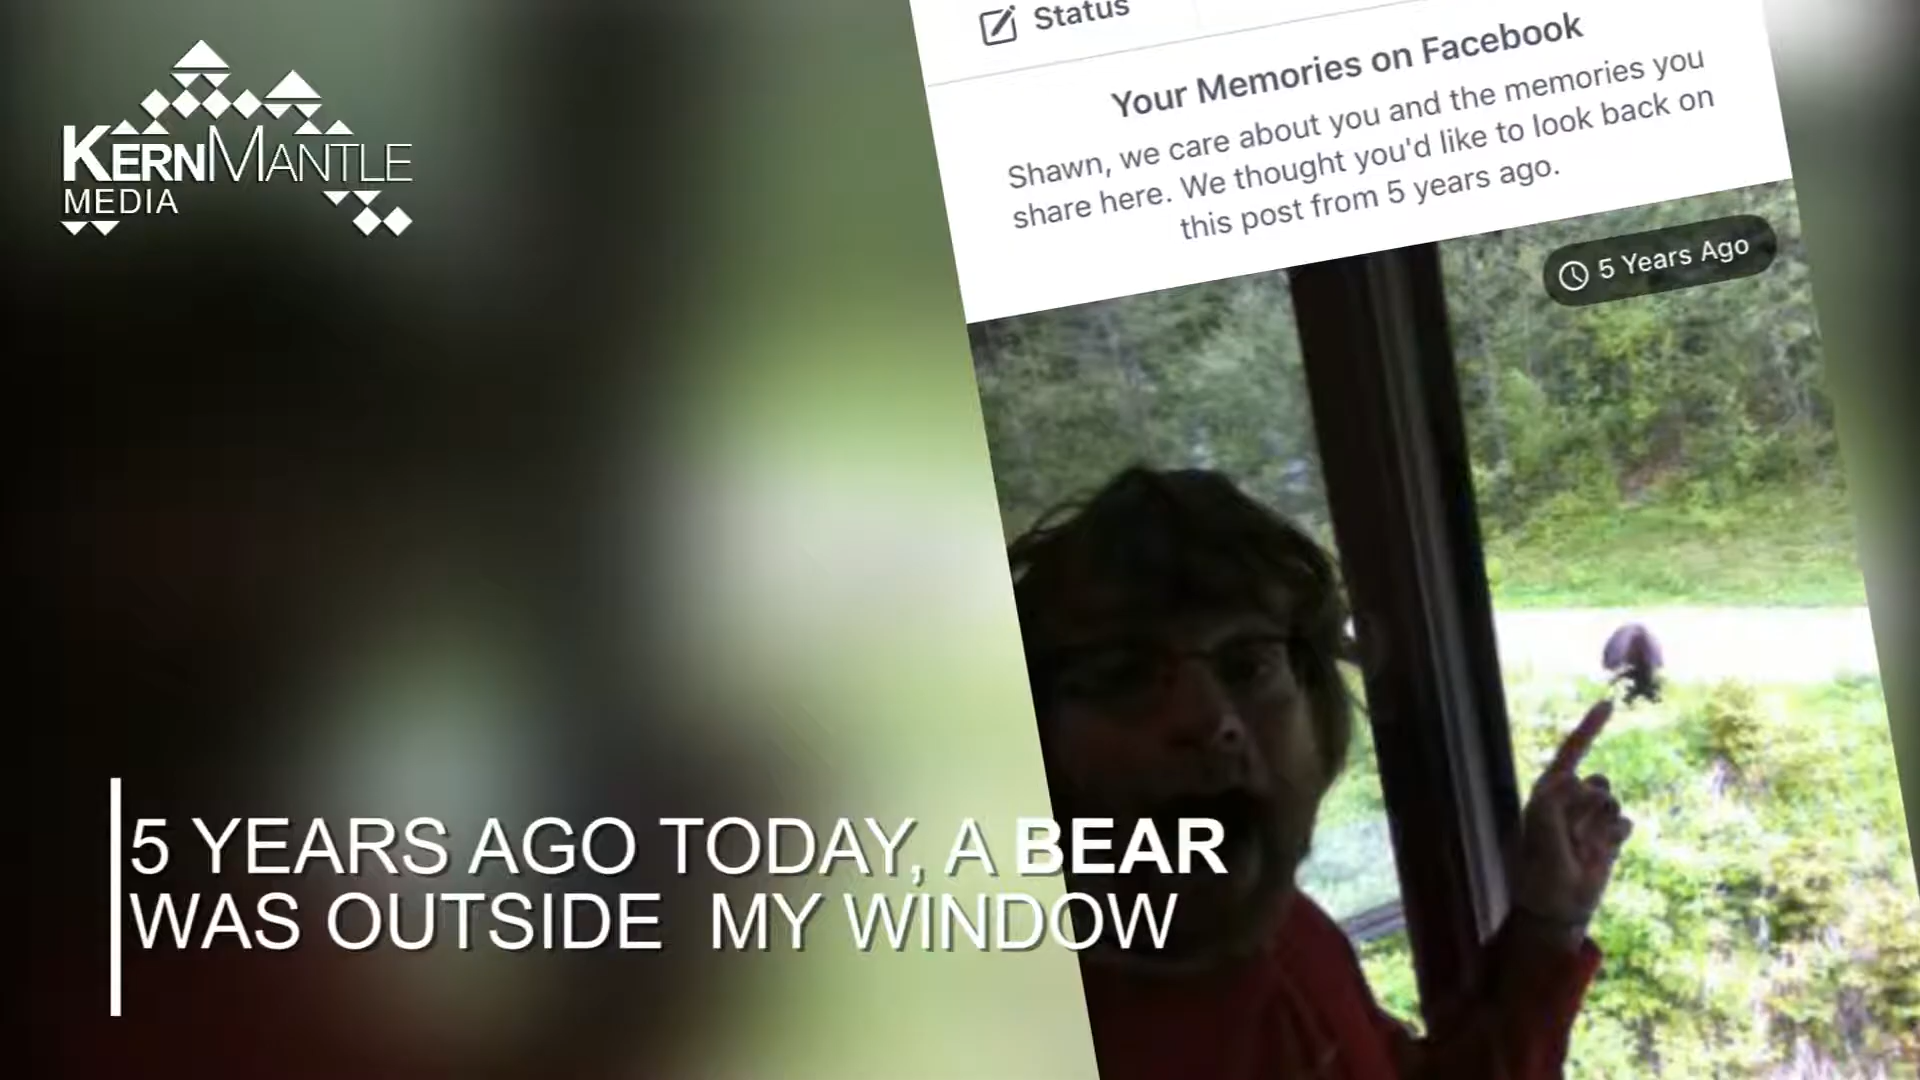 KERNMANTLE
MEDIA
Status
Your Memories on Facebook
Shawn, we care about you and the memories you
share here. We thought you'd like to look back on
this post from 5 years ago.
5 Years Ago
5 YEARS AGO TODAY, A BEAR
WAS OUTSIDE MY WINDOW